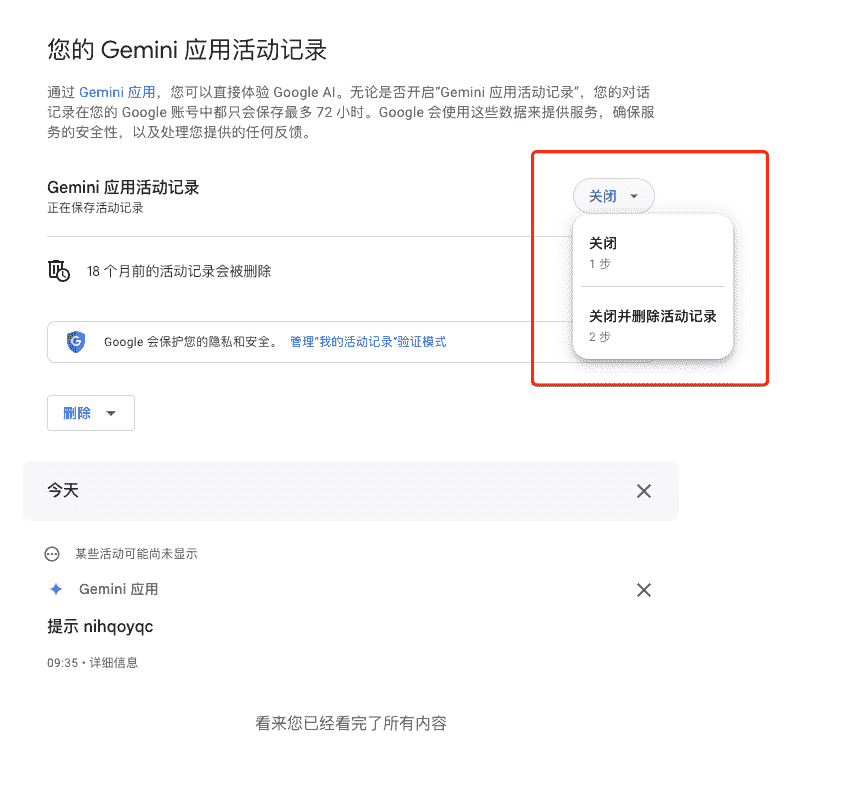 您的 Gemini 应用活动记录
通过 Gemini 应用，您可以直接体验 Google AI。无论是否开启“Gemini 应用活动记录”，您的对话
记录在您的 Google 账号中都只会保存最多 72 小时。Google 会使用这些数据来提供服务，确保服
务的安全性，以及处理您提供的任何反馈。
Gemini 应用活动记录
正在保存活动记录
关闭
关闭
1 步
关闭并删除活动记录
2 步
18 个月前的活动记录会被删除
Google 会保护您的隐私和安全。 管理“我的活动记录”验证模式
删除
今天
某些活动可能尚未显示
Gemini 应用
提示 nihqoyqc
09:35 • 详细信息
看来您已经看完了所有内容